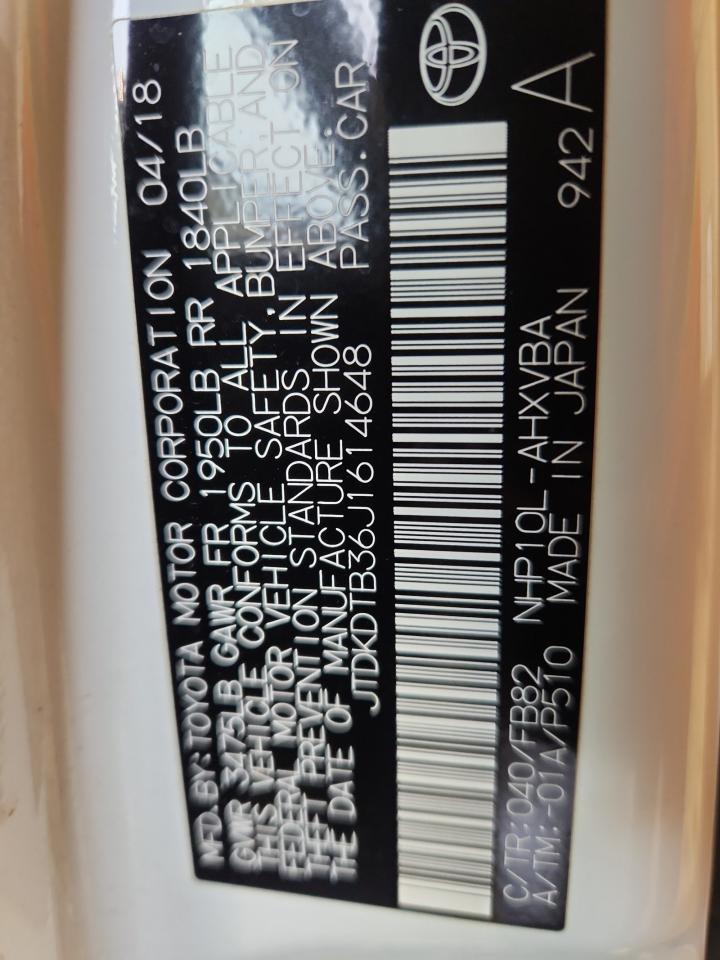 MFD. BY: TOYOTA MOTOR CORPORATION 04/18
GWR 3475LB GAWR FR 1950LB RR 1840LB
THIS VEHICLE CONFORMS TO ALL APPLICABLE
FEDERAL MOTOR VEHICLE SAFETY, BUMPER, AND
THEFT PREVENTION STANDARDS IN EFFECT ON
THE DATE OF MANUFACTURE SHOWN ABOVE.
JTDKDTB36J1614648 PASS. CAR
C/TR: 040/FB82 NHP10L-AHXVBA 942 A
A/TM: -01A/P510 MADE IN JAPAN